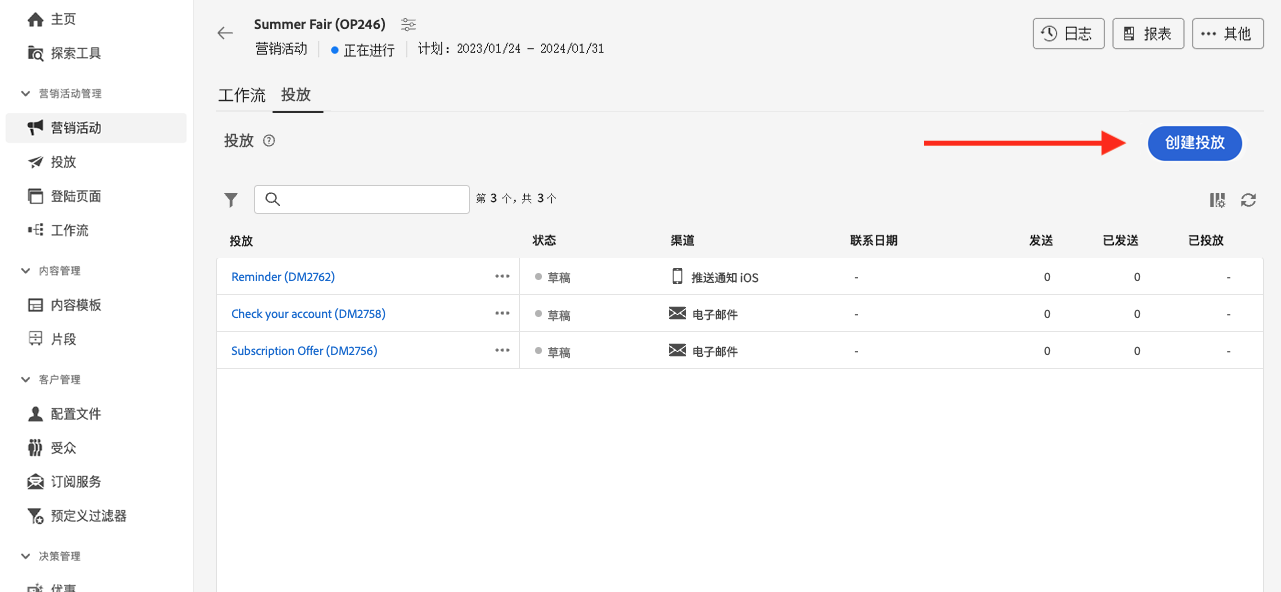 主页
探索工具
营销活动管理
营销活动
投放
登陆页面
工作流
内容管理
内容模板
片段
客户管理
配置文件
受众
订阅服务
预定义过滤器
决策管理
优惠
Summer Fair (OP246)
营销活动 正在进行 计划：2023/01/24 – 2024/01/31
日志 报表 其他
工作流 投放
投放
创建投放
第 3 个，共 3 个
投放 状态 渠道 联系日期 发送 已发送 已投放
Reminder (DM2762) 草稿 推送通知 iOS - 0 0 -
Check your account (DM2758) 草稿 电子邮件 - 0 0 -
Subscription Offer (DM2756) 草稿 电子邮件 - 0 0 -